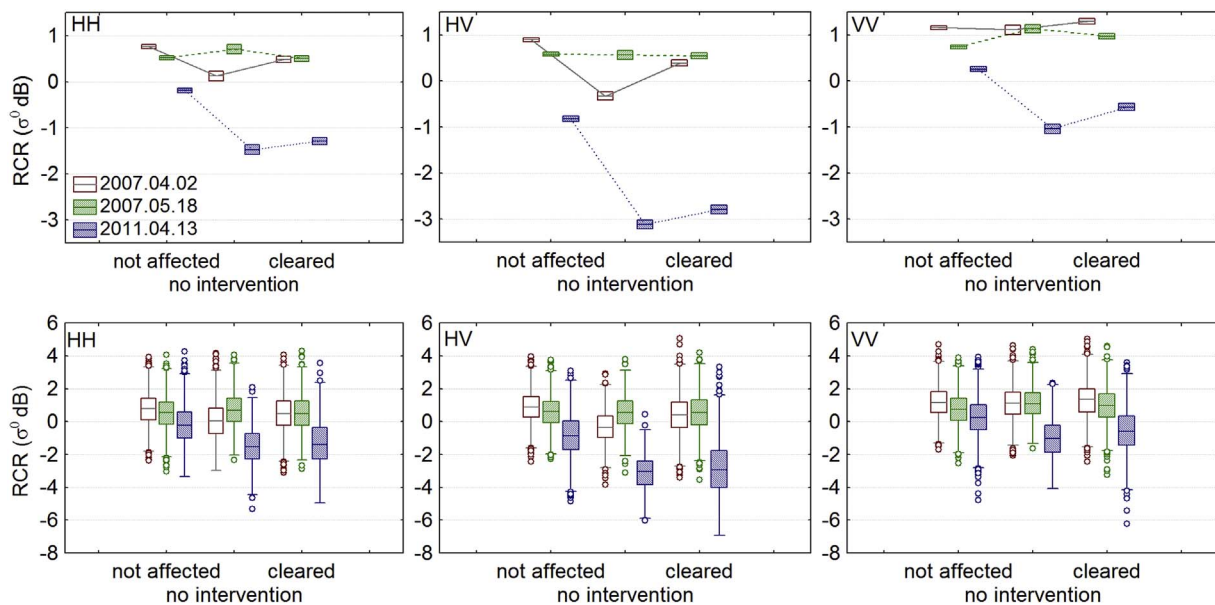 HH
HV
VV
RCR (σ⁰ dB)
1
0
-1
-2
-3
1
0
-1
-2
-3
1
0
-1
-2
-3
2007.04.02
2007.05.18
2011.04.13
not affected
cleared
no intervention
not affected
cleared
no intervention
not affected
cleared
no intervention
HH
HV
VV
RCR (σ⁰ dB)
6
4
2
0
-2
-4
-6
-8
6
4
2
0
-2
-4
-6
-8
6
4
2
0
-2
-4
-6
-8
not affected
cleared
no intervention
not affected
cleared
no intervention
not affected
cleared
no intervention